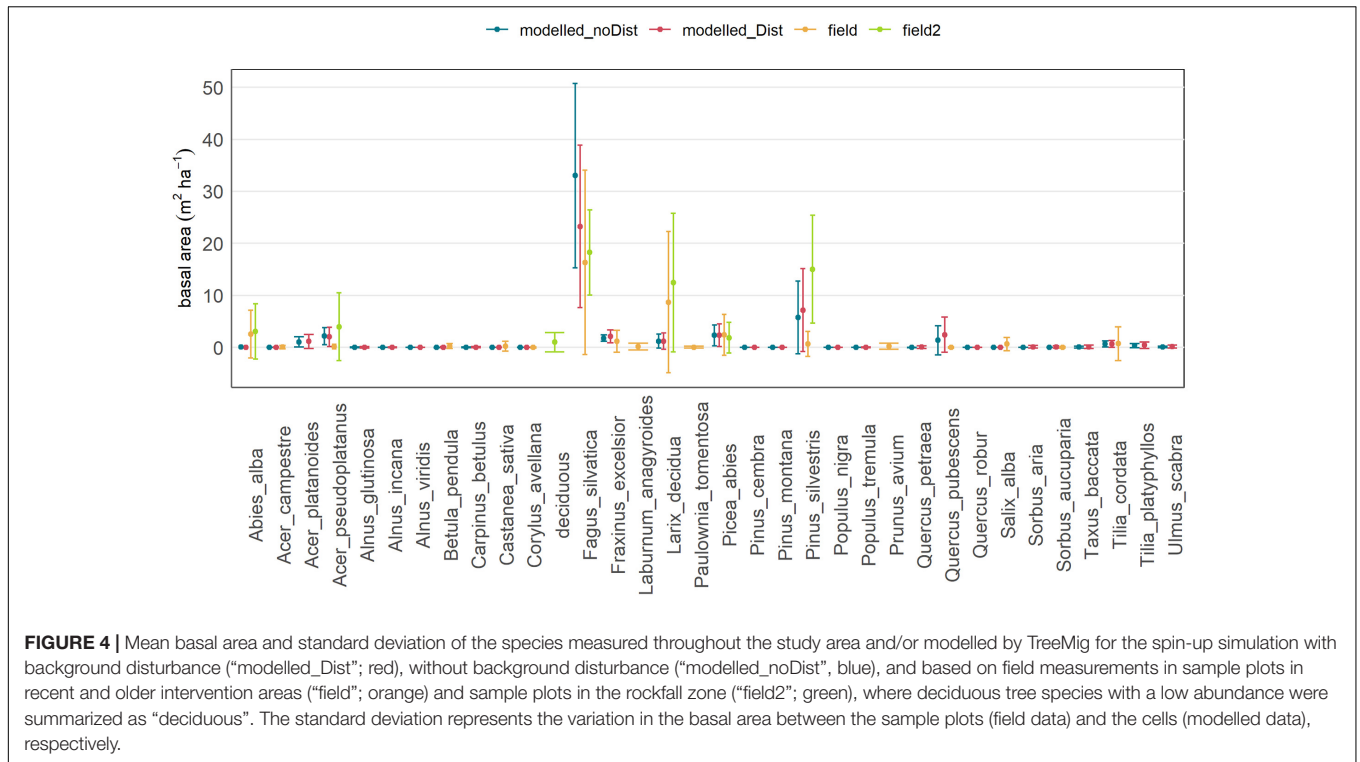 modelled_noDist modelled_Dist field field2
basal area (m² ha⁻¹)
50
40
30
20
10
0
Abies_alba
Acer_campestre
Acer_platanoides
Acer_pseudoplatanus
Alnus_glutinosa
Alnus_incana
Alnus_viridis
Betula_pendula
Carpinus_betulus
Castanea_sativa
Corylus_avellana
deciduous
Fagus_silvatica
Fraxinus_excelsior
Laburnum_anagyroides
Larix_decidua
Paulownia_tomentosa
Picea_abies
Pinus_cembra
Pinus_montana
Pinus_silvestris
Populus_nigra
Populus_tremula
Prunus_avium
Quercus_petraea
Quercus_pubescens
Quercus_robur
Salix_alba
Sorbus_aria
Sorbus_aucuparia
Taxus_baccata
Tilia_cordata
Tilia_platyphyllos
Ulmus_scabra
FIGURE 4 | Mean basal area and standard deviation of the species measured throughout the study area and/or modelled by TreeMig for the spin-up simulation with
background disturbance ("modelled_Dist"; red), without background disturbance ("modelled_noDist", blue), and based on field measurements in sample plots in
recent and older intervention areas ("field"; orange) and sample plots in the rockfall zone ("field2"; green), where deciduous tree species with a low abundance were
summarized as "deciduous". The standard deviation represents the variation in the basal area between the sample plots (field data) and the cells (modelled data),
respectively.